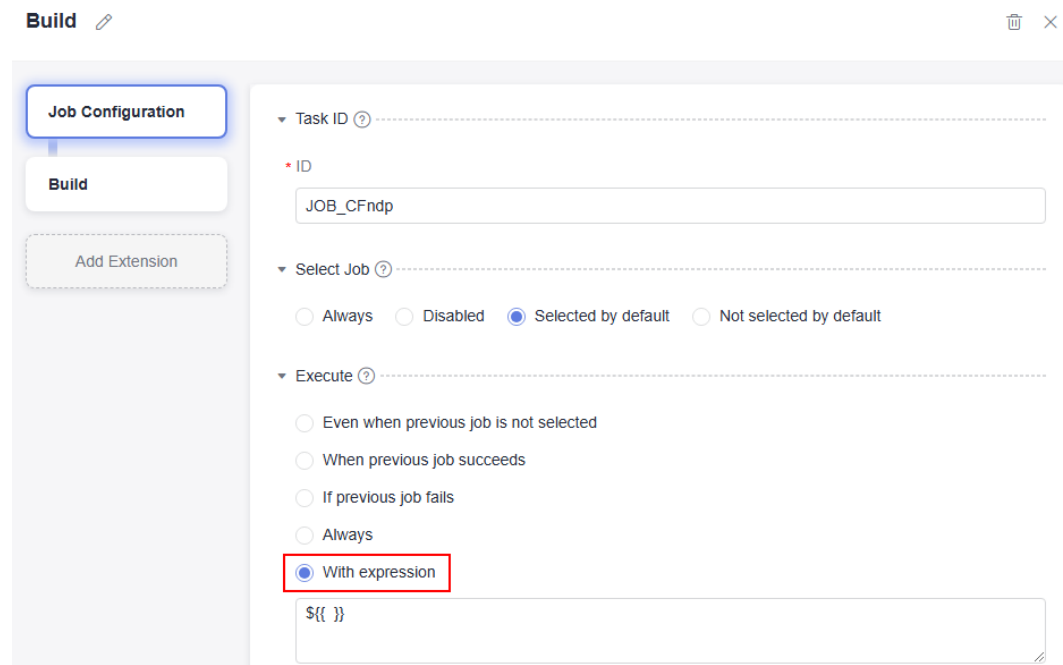 Build
Job Configuration
Build
Add Extension
Task ID ?
* ID
JOB_CFndp
Select Job ?
Always Disabled Selected by default Not selected by default
Execute ?
Even when previous job is not selected
When previous job succeeds
If previous job fails
Always
With expression
${{ }}